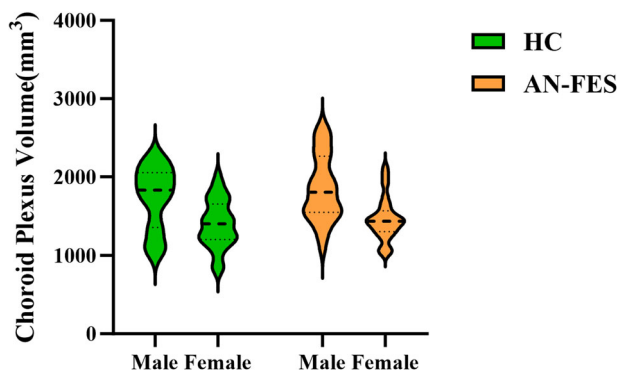 Choroid Plexus Volume(mm³)
4000
3000
2000
1000
0
Male Female Male Female
HC
AN-FES